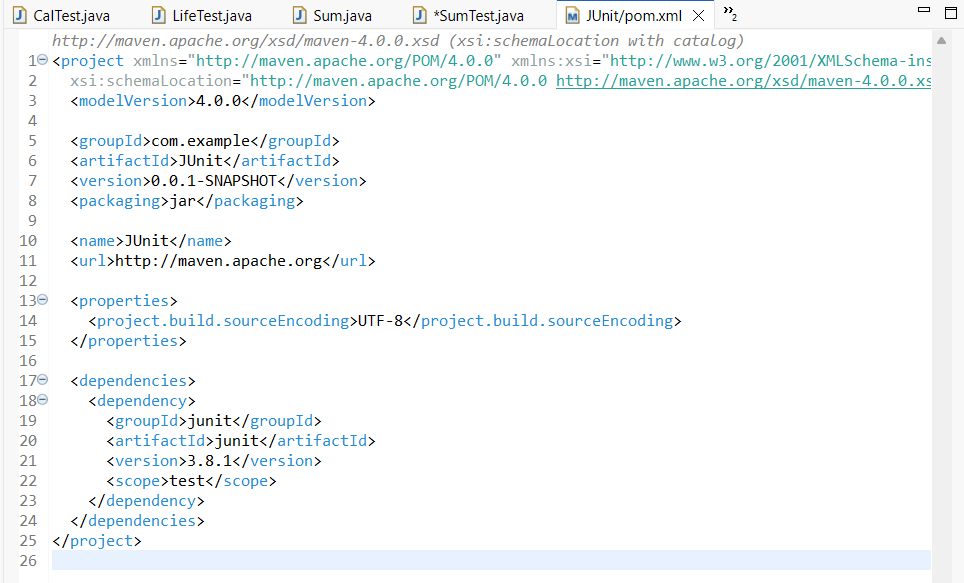 CalTest.java LifeTest.java Sum.java *SumTest.java JUnit/pom.xml »2
http://maven.apache.org/xsd/maven-4.0.0.xsd (xsi:schemaLocation with catalog)
1 <project xmlns="http://maven.apache.org/POM/4.0.0" xmlns:xsi="http://www.w3.org/2001/XMLSchema-ins
2 xsi:schemaLocation="http://maven.apache.org/POM/4.0.0 http://maven.apache.org/xsd/maven-4.0.0.xs
3 <modelVersion>4.0.0</modelVersion>
4
5 <groupId>com.example</groupId>
6 <artifactId>JUnit</artifactId>
7 <version>0.0.1-SNAPSHOT</version>
8 <packaging>jar</packaging>
9
10 <name>JUnit</name>
11 <url>http://maven.apache.org</url>
12
13 <properties>
14 <project.build.sourceEncoding>UTF-8</project.build.sourceEncoding>
15 </properties>
16
17 <dependencies>
18 <dependency>
19 <groupId>junit</groupId>
20 <artifactId>junit</artifactId>
21 <version>3.8.1</version>
22 <scope>test</scope>
23 </dependency>
24 </dependencies>
25 </project>
26